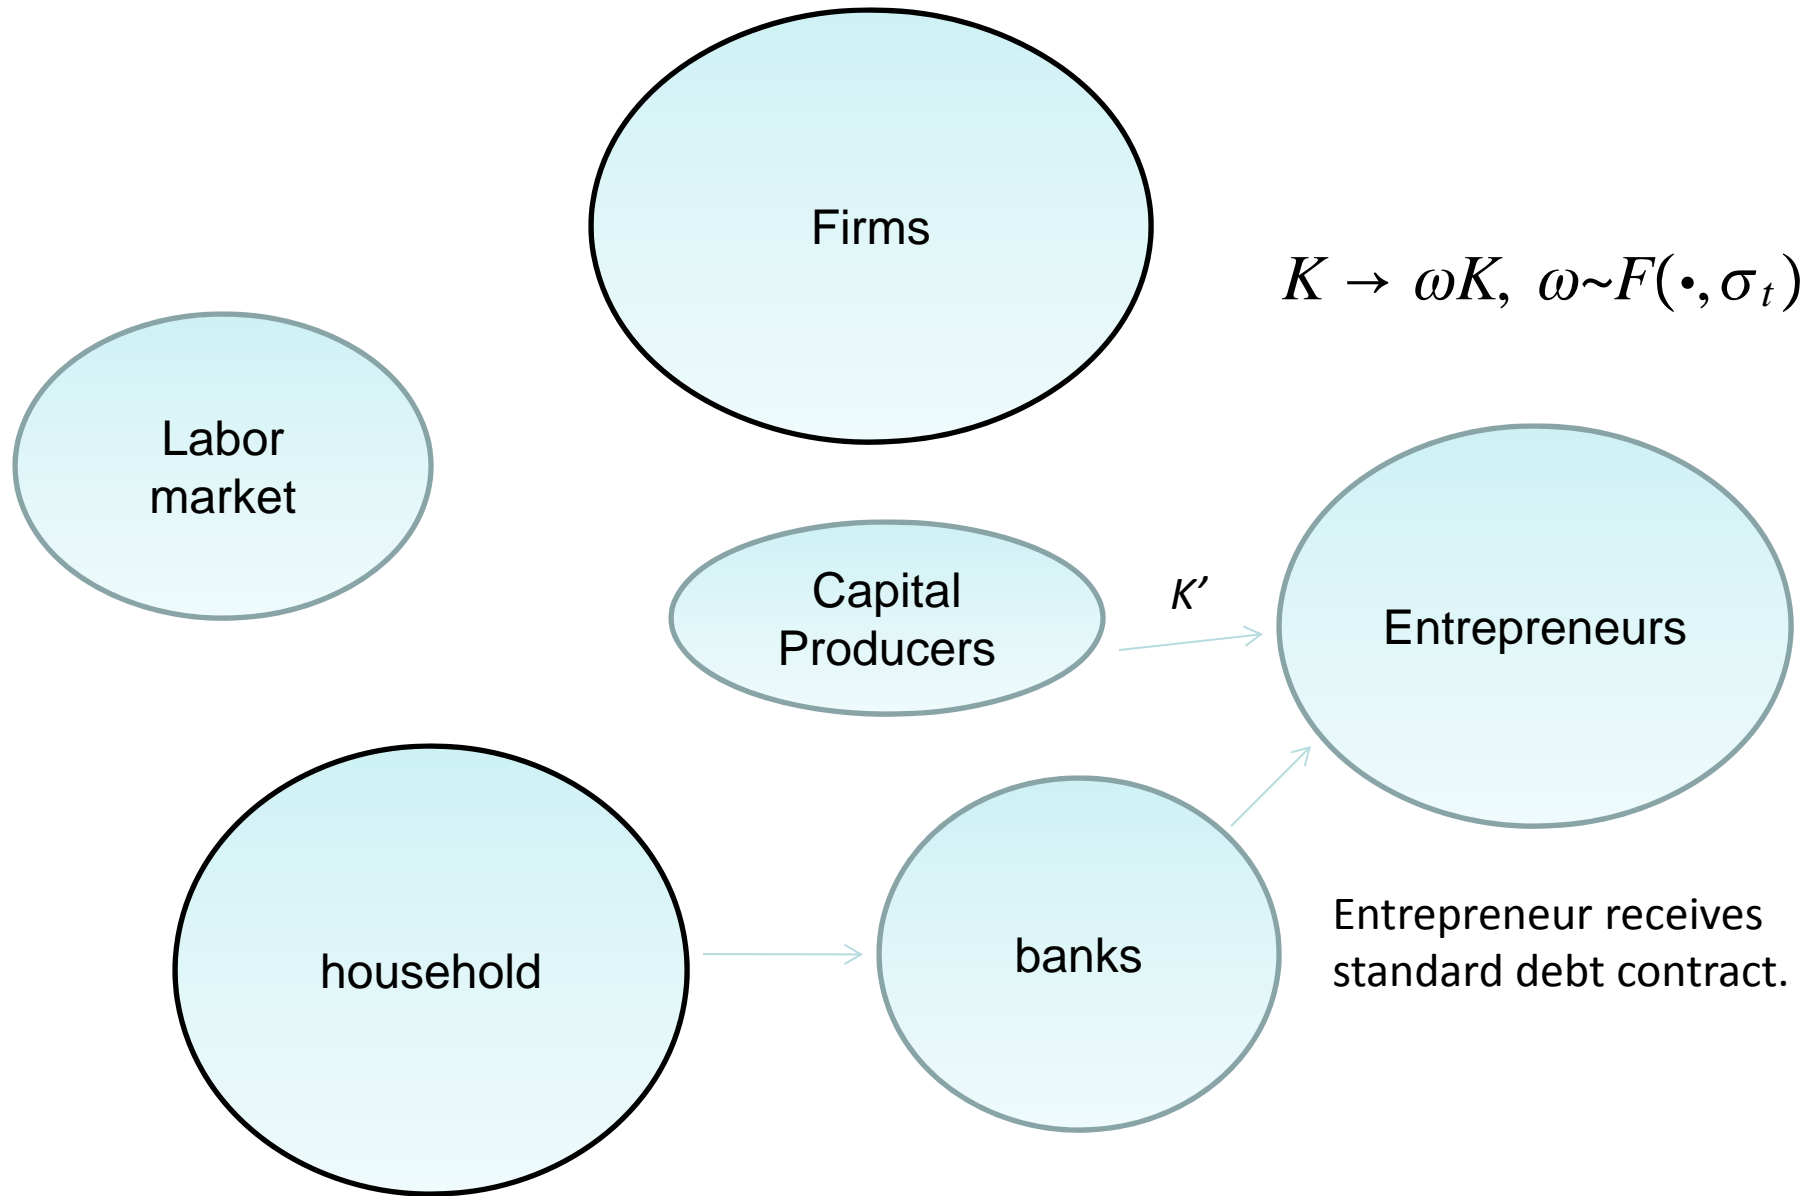 Firms
K → ωK, ω~F(•,σ_t)
Labor
market
Capital
Producers
K’
Entrepreneurs
household
banks
Entrepreneur receives
standard debt contract.